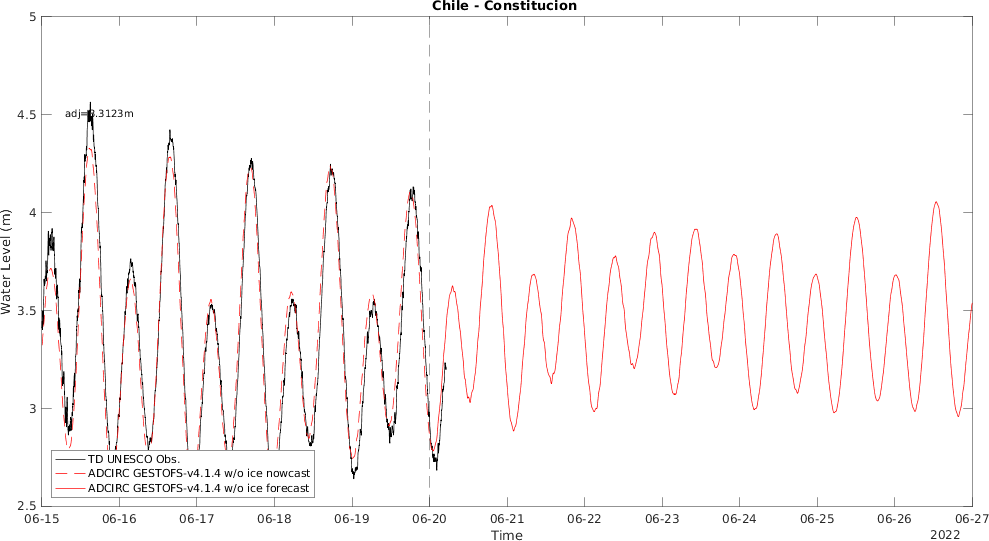 Chile - Constitucion
5
4.5
4
3.5
3
2.5
Water Level (m)
adj=3.3123m
TD UNESCO Obs.
ADCIRC GESTOFS-v4.1.4 w/o ice nowcast
ADCIRC GESTOFS-v4.1.4 w/o ice forecast
06-15 06-16 06-17 06-18 06-19 06-20 06-21 06-22 06-23 06-24 06-25 06-26 06-27
Time
2022